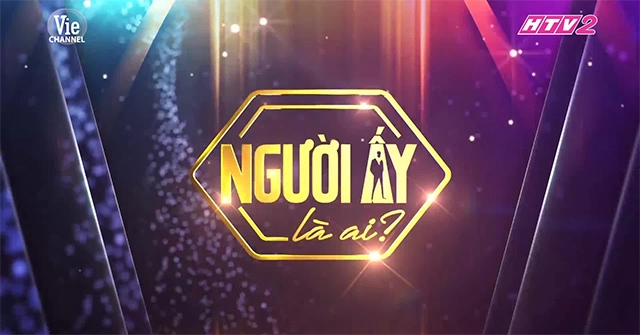 Vie
CHANNEL
HTV2
NGƯỜI ẤY
là ai?